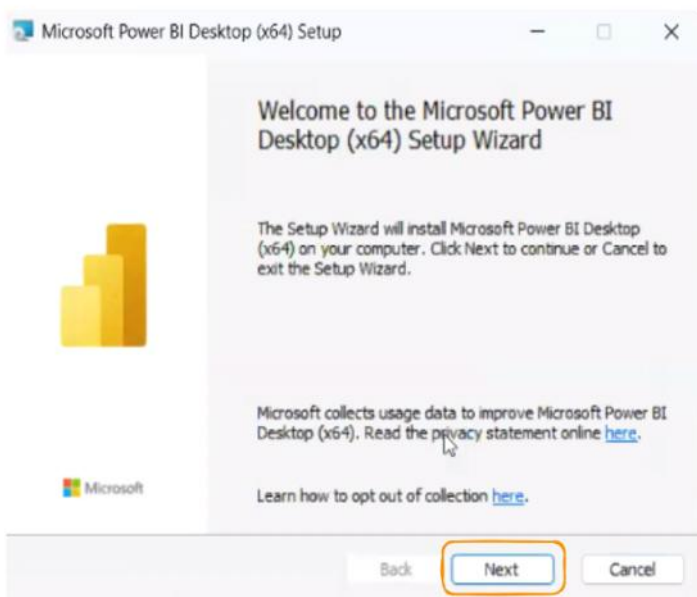 Microsoft Power BI Desktop (x64) Setup
Welcome to the Microsoft Power BI
Desktop (x64) Setup Wizard
The Setup Wizard will install Microsoft Power BI Desktop
(x64) on your computer. Click Next to continue or Cancel to
exit the Setup Wizard.
Microsoft collects usage data to improve Microsoft Power BI
Desktop (x64). Read the privacy statement online here.
Microsoft
Learn how to opt out of collection here.
Back Next Cancel